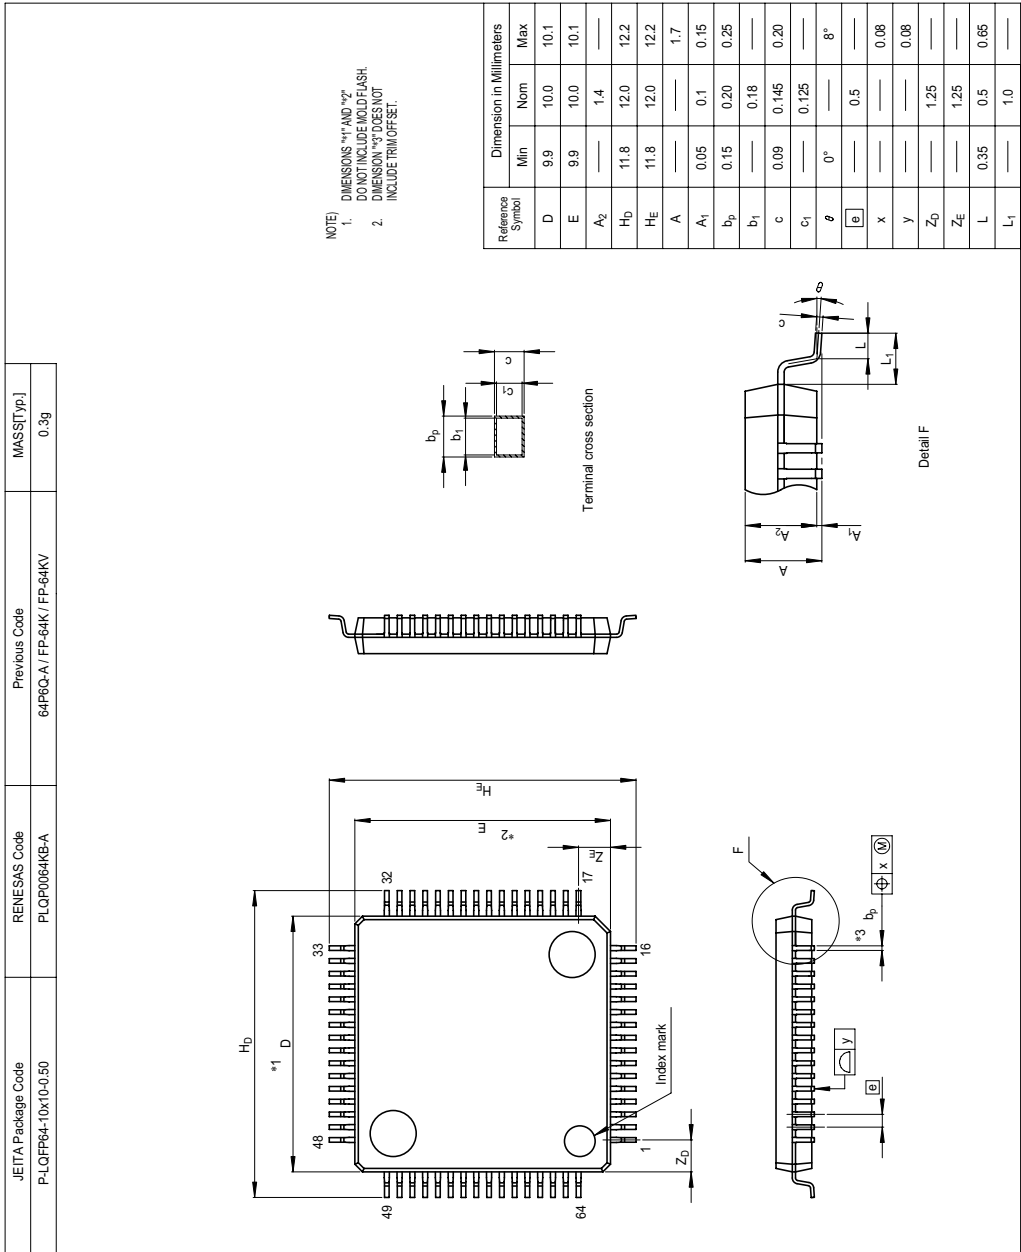 JEITA Package Code RENESAS Code Previous Code MASS[Typ.]
P-LQFP64-10x10-0.50 PLQP0064KB-A 64P6Q-A / FP-64K / FP-64KV 0.3g
NOTE)
1. DIMENSIONS "*1" AND "*2"
DO NOT INCLUDE MOLD FLASH.
2. DIMENSION "*3" DOES NOT
INCLUDE TRIM OFFSET.
HD
*1
D
48 33
49 32
64 17
1 16
E
*2
HE
ZE
ZD
Index mark
F
e
y
*3
bp
x M
bp
b1
c1
c
Terminal cross section
A
A2
A1
c
θ
L
L1
Detail F
Reference
Symbol
Dimension in Millimeters
Min Nom Max
D 9.9 10.0 10.1
E 9.9 10.0 10.1
A2 — 1.4 —
HD 11.8 12.0 12.2
HE 11.8 12.0 12.2
A — — 1.7
A1 0.05 0.1 0.15
bp 0.15 0.20 0.25
b1 — 0.18 —
c 0.09 0.145 0.20
c1 — 0.125 —
θ 0° — 8°
e — 0.5 —
x — — 0.08
y — — 0.08
ZD — 1.25 —
ZE — 1.25 —
L 0.35 0.5 0.65
L1 — 1.0 —